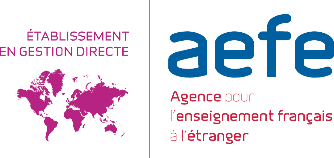 ÉTABLISSEMENT
EN GESTION DIRECTE
aefe
Agence pour
l'enseignement français
à l'étranger